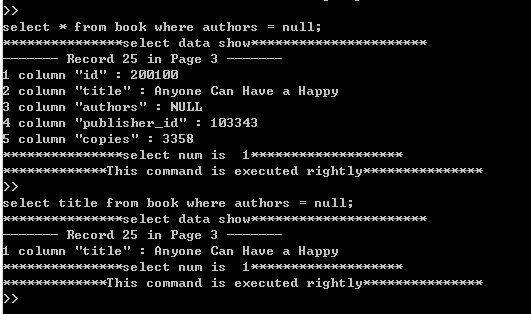 >>
select * from book where authors = null;
***************select data show**********************
------- Record 25 in Page 3 -------
1 column "id" : 200100
2 column "title" : Anyone Can Have a Happy
3 column "authors" : NULL
4 column "publisher_id" : 103343
5 column "copies" : 3358
***************select num is  1*******************
*************This command is executed rightly***************
>>
select title from book where authors = null;
***************select data show**********************
------- Record 25 in Page 3 -------
1 column "title" : Anyone Can Have a Happy
***************select num is  1*******************
*************This command is executed rightly***************
>>